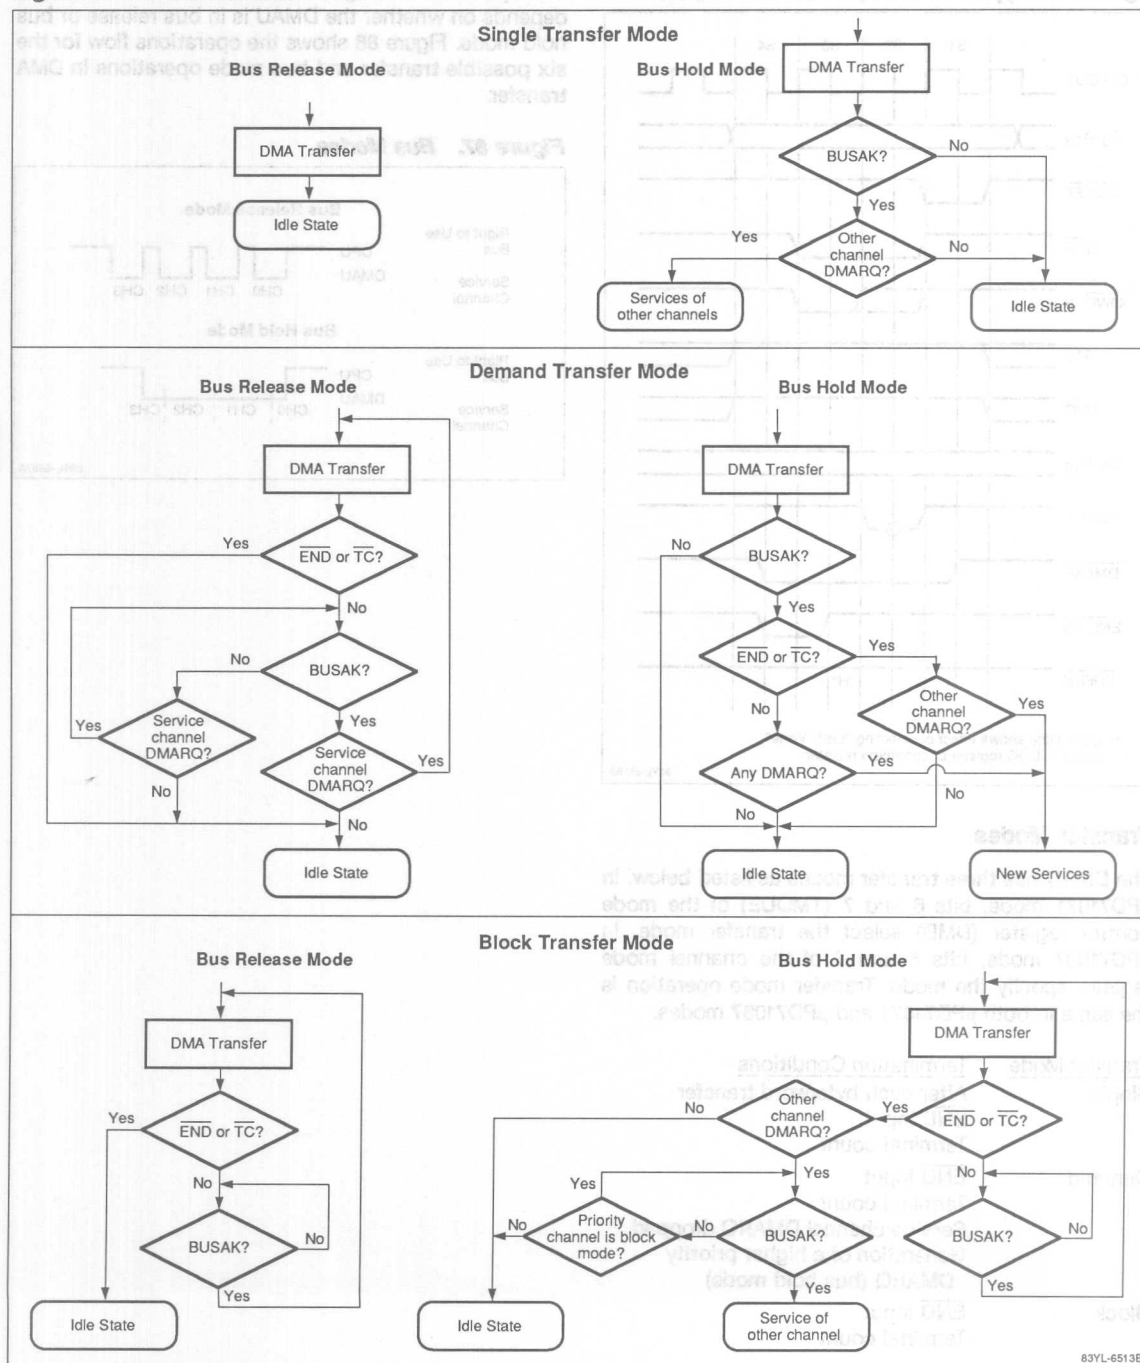 Single Transfer Mode
Bus Release Mode
DMA Transfer
Idle State
Bus Hold Mode
DMA Transfer
BUSAK?
No
Yes
Other
channel
DMARQ?
Yes
No
Services of
other channels
Idle State
Demand Transfer Mode
Bus Release Mode
DMA Transfer
Yes
END or TC?
No
No
BUSAK?
Yes
Service
channel
DMARQ?
Yes
No
Service
channel
DMARQ?
Yes
No
Idle State
Bus Hold Mode
DMA Transfer
No
BUSAK?
Yes
END or TC?
Yes
No
Other
channel
DMARQ?
Yes
No
Any DMARQ?
Yes
No
Idle State
New Services
Block Transfer Mode
Bus Release Mode
DMA Transfer
Yes
END or TC?
No
BUSAK?
No
Yes
Idle State
Bus Hold Mode
DMA Transfer
END or TC?
Yes
No
Other
channel
DMARQ?
No
Yes
Yes
Priority
channel is block
mode?
No
No
BUSAK?
Yes
BUSAK?
No
Yes
Idle State
Service of
other channel